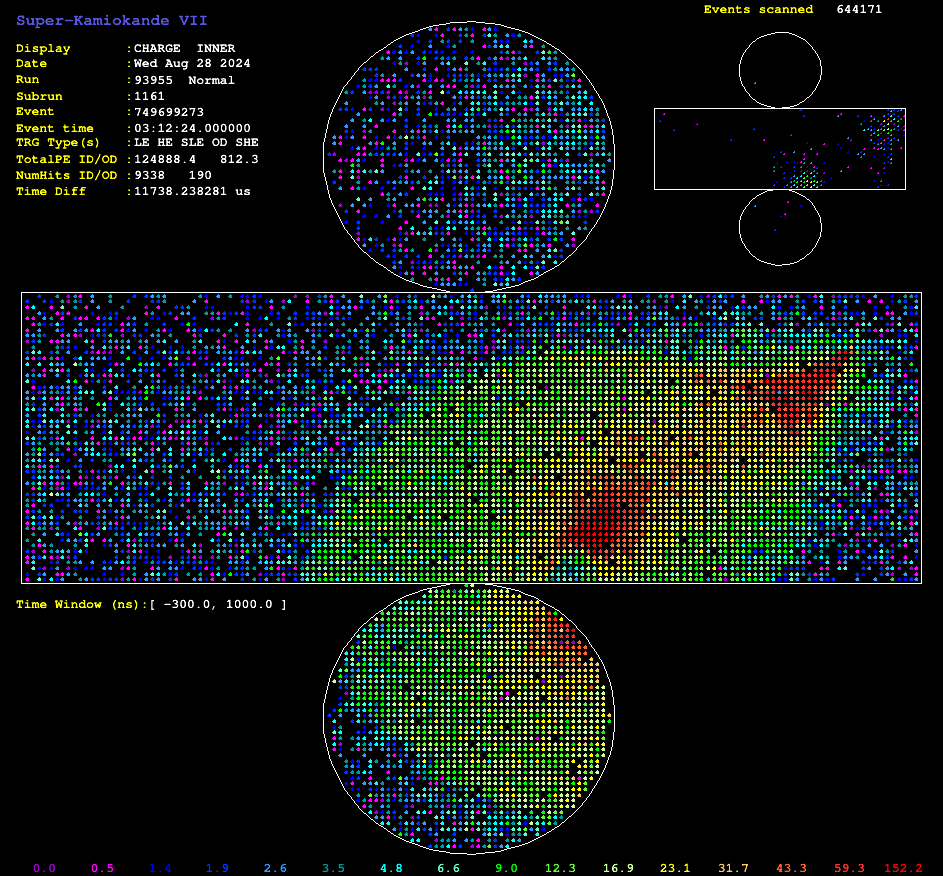 Super-Kamiokande VII
Events scanned 644171
Display :CHARGE INNER
Date :Wed Aug 28 2024
Run :93955 Normal
Subrun :1161
Event :749699273
Event time :03:12:24.000000
TRG Type(s) :LE HE SLE OD SHE
TotalPE ID/OD :124888.4 812.3
NumHits ID/OD :9338 190
Time Diff :11738.238281 us
Time Window (ns):[ −300.0, 1000.0 ]
0.0 0.5 1.4 1.9 2.6 3.5 4.8 6.6 9.0 12.3 16.9 23.1 31.7 43.3 59.3 152.2